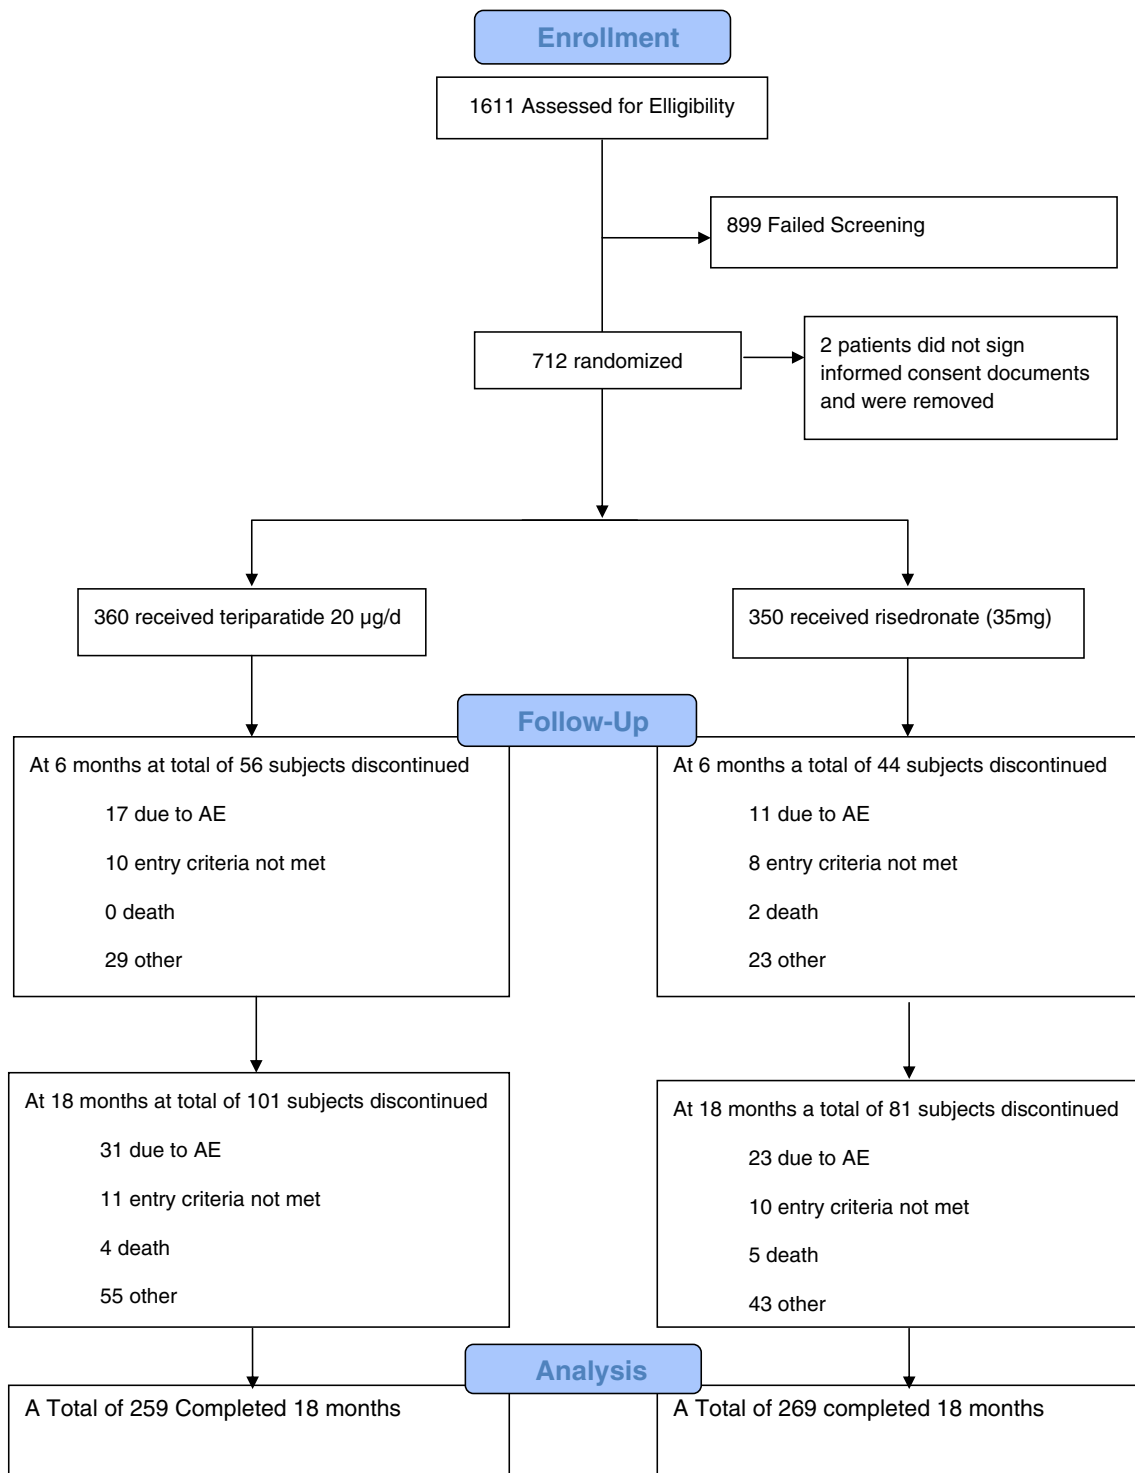 Enrollment
1611 Assessed for Elligibility
899 Failed Screening
712 randomized
2 patients did not sign
informed consent documents
and were removed
360 received teriparatide 20 µg/d
350 received risedronate (35mg)
Follow-Up
At 6 months at total of 56 subjects discontinued
17 due to AE
10 entry criteria not met
0 death
29 other
At 6 months a total of 44 subjects discontinued
11 due to AE
8 entry criteria not met
2 death
23 other
At 18 months at total of 101 subjects discontinued
31 due to AE
11 entry criteria not met
4 death
55 other
At 18 months a total of 81 subjects discontinued
23 due to AE
10 entry criteria not met
5 death
43 other
Analysis
A Total of 259 Completed 18 months
A Total of 269 completed 18 months